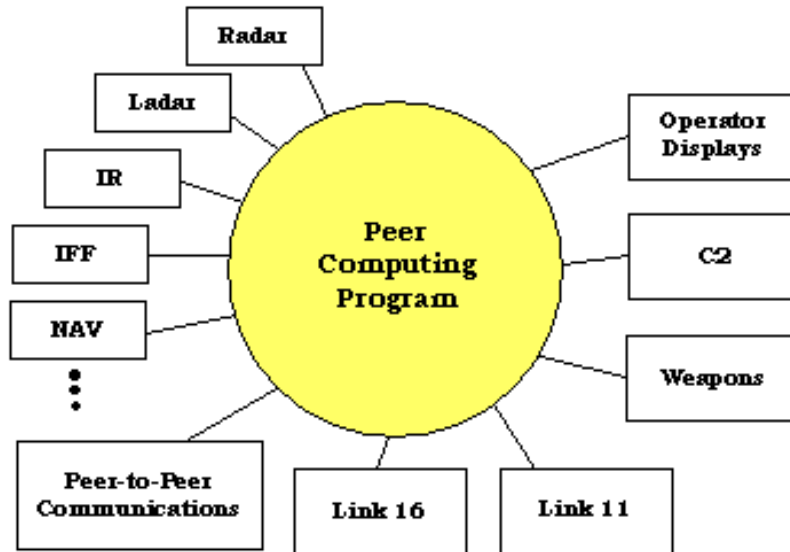 Radar
Ladar
IR
IFF
NAV
Peer-to-Peer
Communications
Link 16
Link 11
Weapons
C2
Operator
Displays
Peer
Computing
Program